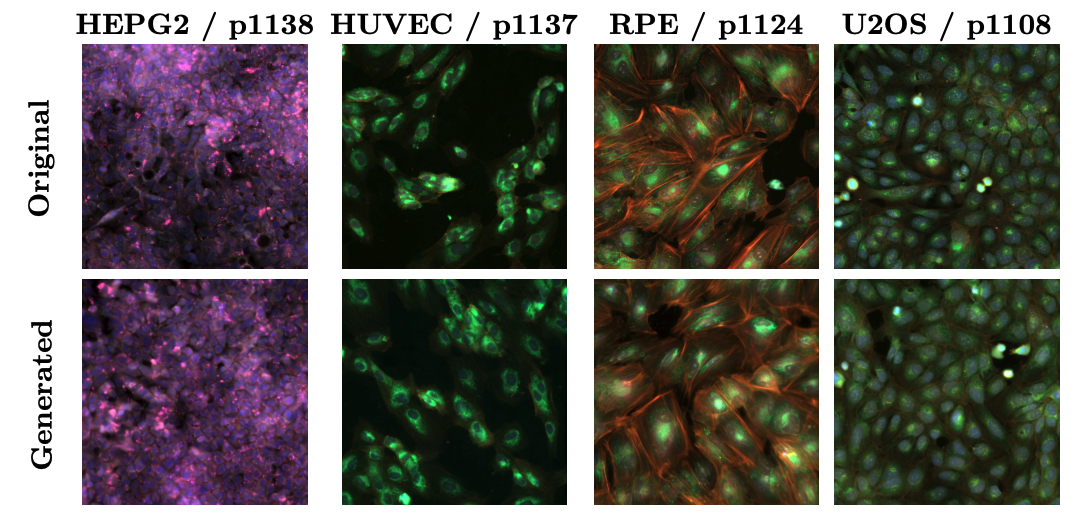 HEPG2 / p1138 HUVEC / p1137 RPE / p1124 U2OS / p1108
Original
Generated